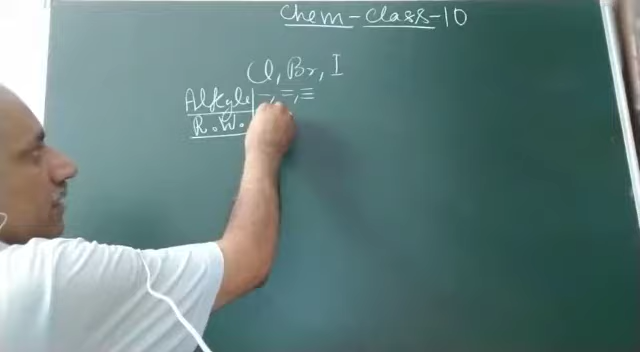 Chem-Class-10
Cl, Br, I
Alkyle -, =, ≡
R.W.